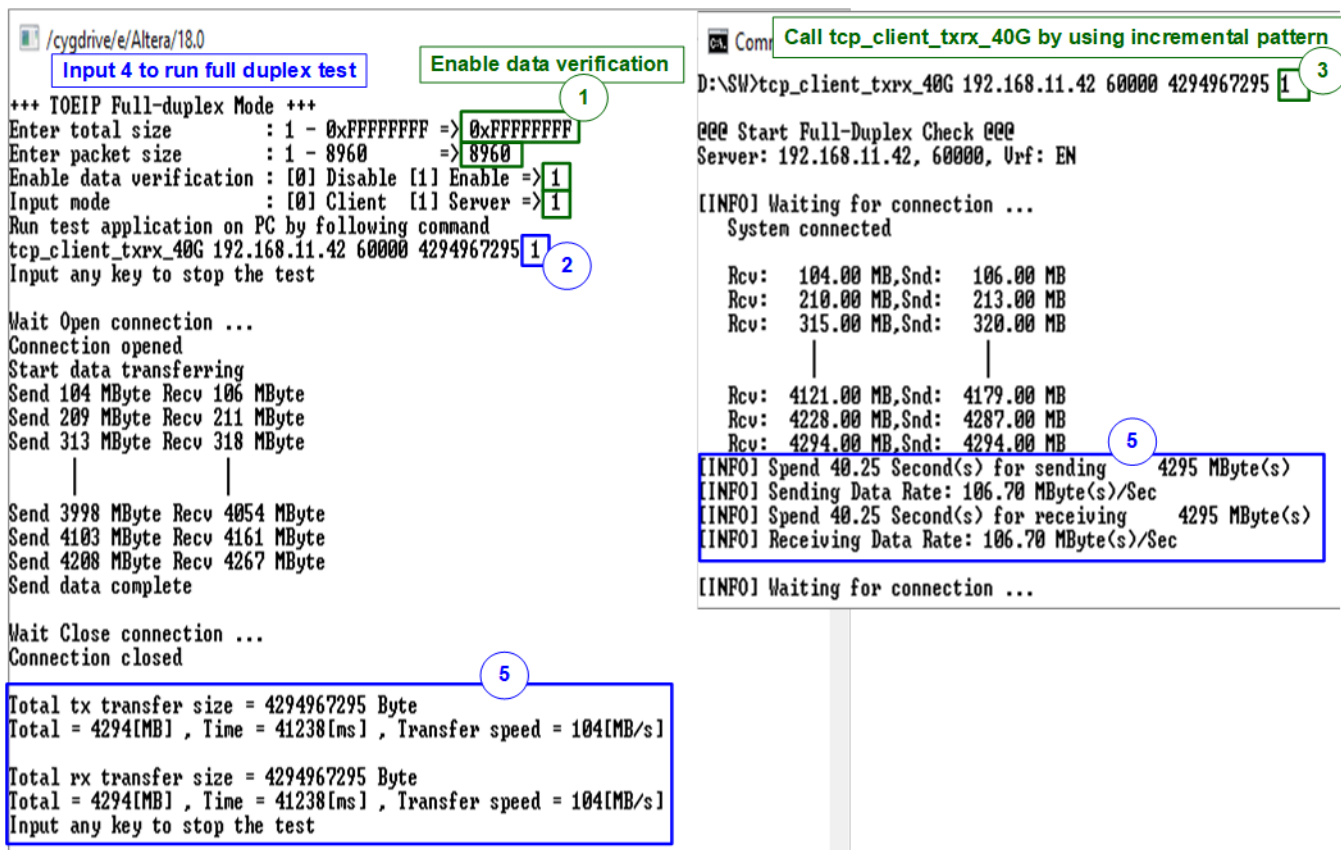 /cygdrive/e/Altera/18.0
Input 4 to run full duplex test
Enable data verification
1
+++ TOEIP Full-duplex Mode +++
Enter total size : 1 - 0xFFFFFFFF => 0xFFFFFFFF
Enter packet size : 1 - 8960 => 8960
Enable data verification : [0] Disable [1] Enable => 1
Input mode : [0] Client [1] Server => 1
Run test application on PC by following command
tcp_client_txrx_40G 192.168.11.42 60000 4294967295 1
2
Input any key to stop the test
Wait Open connection ...
Connection opened
Start data transferring
Send 104 MByte Recv 106 MByte
Send 209 MByte Recv 211 MByte
Send 313 MByte Recv 318 MByte
Send 3998 MByte Recv 4054 MByte
Send 4103 MByte Recv 4161 MByte
Send 4208 MByte Recv 4267 MByte
Send data complete
Wait Close connection ...
Connection closed
5
Total tx transfer size = 4294967295 Byte
Total = 4294[MB] , Time = 41238[ms] , Transfer speed = 104[MB/s]
Total rx transfer size = 4294967295 Byte
Total = 4294[MB] , Time = 41238[ms] , Transfer speed = 104[MB/s]
Input any key to stop the test
Call tcp_client_txrx_40G by using incremental pattern
3
D:\SW>tcp_client_txrx_40G 192.168.11.42 60000 4294967295 1
@@@ Start Full-Duplex Check @@@
Server: 192.168.11.42, 60000, Vrf: EN
[INFO] Waiting for connection ...
System connected
Rcv: 104.00 MB,Snd: 106.00 MB
Rcv: 210.00 MB,Snd: 213.00 MB
Rcv: 315.00 MB,Snd: 320.00 MB
Rcv: 4121.00 MB,Snd: 4179.00 MB
Rcv: 4228.00 MB,Snd: 4287.00 MB
Rcv: 4294.00 MB,Snd: 4294.00 MB
5
[INFO] Spend 40.25 Second(s) for sending 4295 MByte(s)
[INFO] Sending Data Rate: 106.70 MByte(s)/Sec
[INFO] Spend 40.25 Second(s) for receiving 4295 MByte(s)
[INFO] Receiving Data Rate: 106.70 MByte(s)/Sec
[INFO] Waiting for connection ...